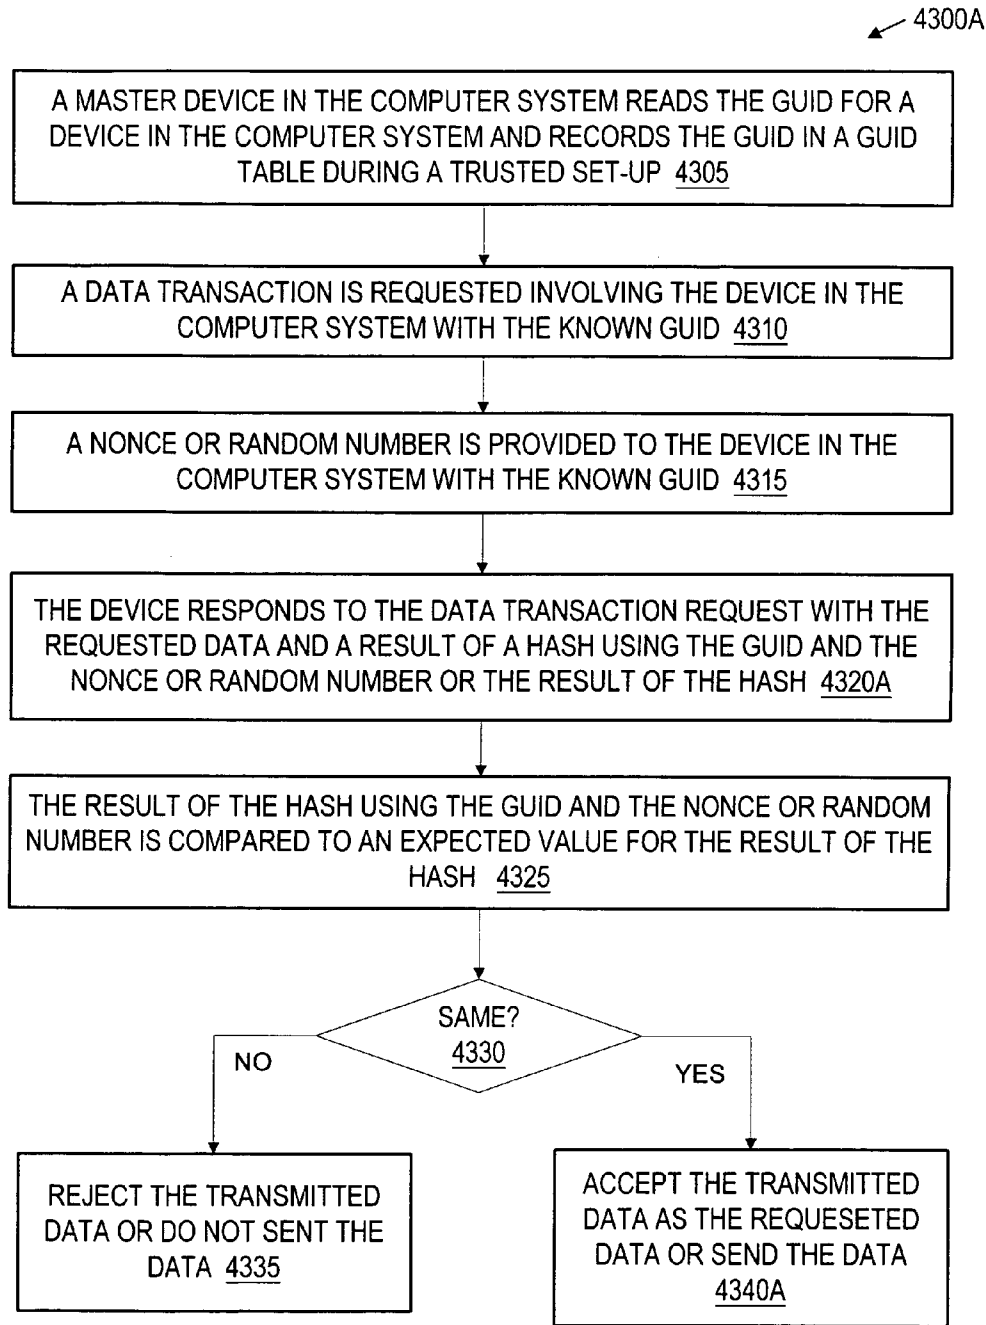 4300A
A MASTER DEVICE IN THE COMPUTER SYSTEM READS THE GUID FOR A
DEVICE IN THE COMPUTER SYSTEM AND RECORDS THE GUID IN A GUID
TABLE DURING A TRUSTED SET-UP 4305
A DATA TRANSACTION IS REQUESTED INVOLVING THE DEVICE IN THE
COMPUTER SYSTEM WITH THE KNOWN GUID 4310
A NONCE OR RANDOM NUMBER IS PROVIDED TO THE DEVICE IN THE
COMPUTER SYSTEM WITH THE KNOWN GUID 4315
THE DEVICE RESPONDS TO THE DATA TRANSACTION REQUEST WITH THE
REQUESTED DATA AND A RESULT OF A HASH USING THE GUID AND THE
NONCE OR RANDOM NUMBER OR THE RESULT OF THE HASH 4320A
THE RESULT OF THE HASH USING THE GUID AND THE NONCE OR RANDOM
NUMBER IS COMPARED TO AN EXPECTED VALUE FOR THE RESULT OF THE
HASH 4325
SAME?
4330
NO
YES
REJECT THE TRANSMITTED
DATA OR DO NOT SENT THE
DATA 4335
ACCEPT THE TRANSMITTED
DATA AS THE REQUESETED
DATA OR SEND THE DATA
4340A